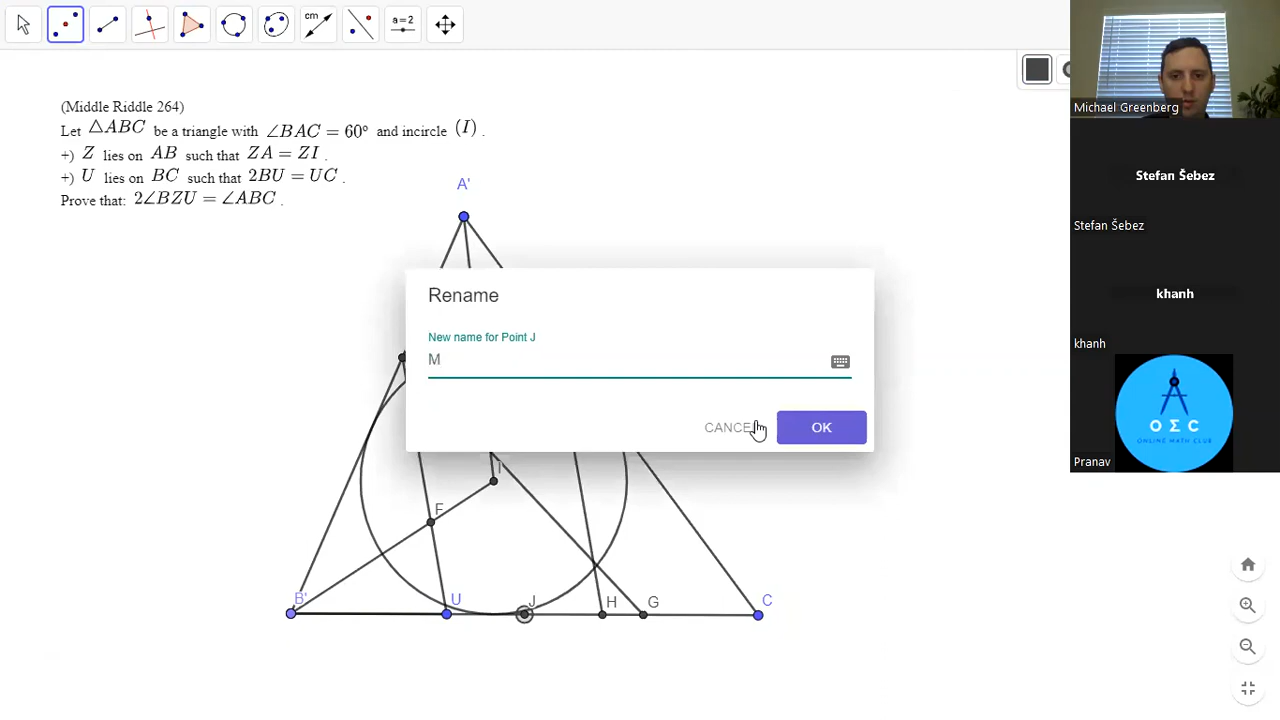 cm
a=2
(Middle Riddle 264)
Let △ABC be a triangle with ∠BAC = 60° and incircle (I) .
+) Z lies on AB such that ZA = ZI .
+) U lies on BC such that 2BU = UC .
Prove that: 2∠BZU = ∠ABC .
A'
Rename
New name for Point J
M
CANCEL
OK
I
F
B'
U
J
H
G
C
Michael Greenberg
Stefan Šebez
Stefan Šebez
khanh
khanh
Ο Σ C
ONLINE MATH CLUB
Pranav